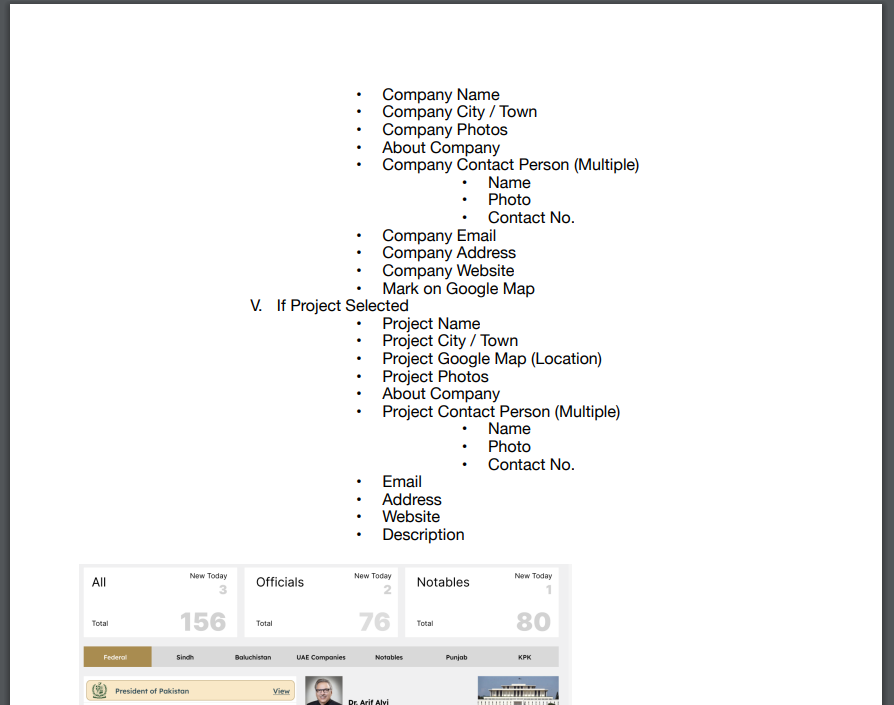 • Company Name
• Company City / Town
• Company Photos
• About Company
• Company Contact Person (Multiple)
• Name
• Photo
• Contact No.
• Company Email
• Company Address
• Company Website
• Mark on Google Map
V. If Project Selected
• Project Name
• Project City / Town
• Project Google Map (Location)
• Project Photos
• About Company
• Project Contact Person (Multiple)
• Name
• Photo
• Contact No.
• Email
• Address
• Website
• Description
All New Today 3
Total 156
Officials New Today 2
Total 76
Notables New Today 1
Total 80
Federal Sindh Baluchistan UAE Companies Notables Punjab KPK
President of Pakistan View
Dr. Arif Alvi